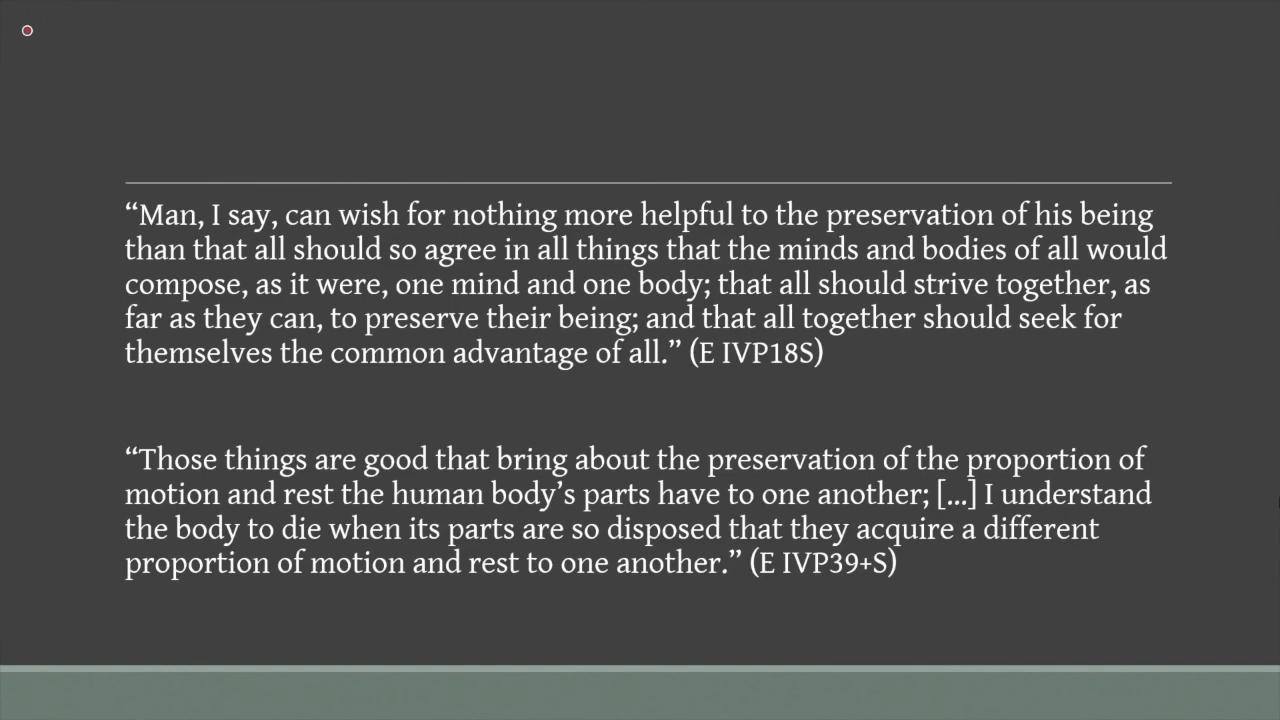 “Man, I say, can wish for nothing more helpful to the preservation of his being
than that all should so agree in all things that the minds and bodies of all would
compose, as it were, one mind and one body; that all should strive together, as
far as they can, to preserve their being; and that all together should seek for
themselves the common advantage of all.” (E IVP18S)
“Those things are good that bring about the preservation of the proportion of
motion and rest the human body’s parts have to one another; [...] I understand
the body to die when its parts are so disposed that they acquire a different
proportion of motion and rest to one another.” (E IVP39+S)